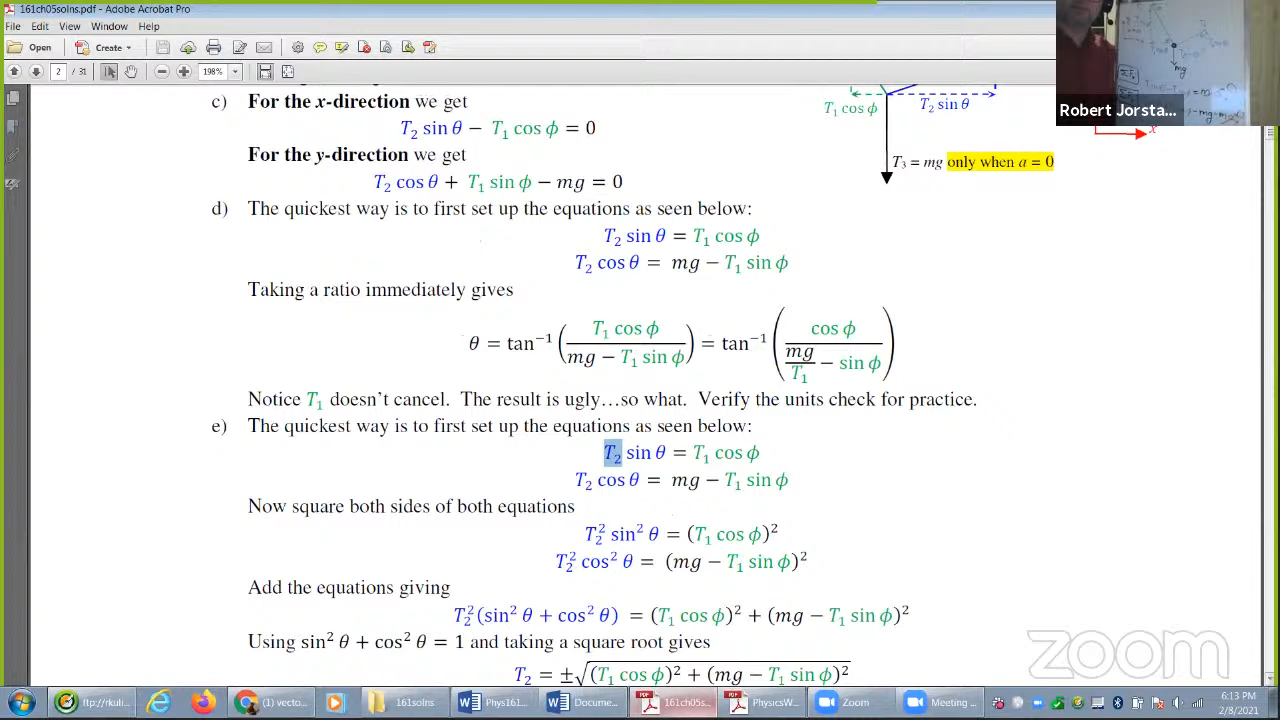 161ch05solns.pdf - Adobe Acrobat Pro
File Edit View Window Help
Open Create
2 / 31 198%
c) For the x-direction we get
T₂ sin θ − T₁ cos ϕ = 0
For the y-direction we get
T₂ cos θ + T₁ sin ϕ − mg = 0
T₁ cos ϕ T₂ sin θ
x
T₃ = mg only when a = 0
mg
Robert Jorsta...
d) The quickest way is to first set up the equations as seen below:
T₂ sin θ = T₁ cos ϕ
T₂ cos θ = mg − T₁ sin ϕ
Taking a ratio immediately gives
θ = tan⁻¹ (T₁ cos ϕ / mg − T₁ sin ϕ) = tan⁻¹ (cos ϕ / mg/T₁ − sin ϕ)
Notice T₁ doesn't cancel. The result is ugly…so what. Verify the units check for practice.
e) The quickest way is to first set up the equations as seen below:
T₂ sin θ = T₁ cos ϕ
T₂ cos θ = mg − T₁ sin ϕ
Now square both sides of both equations
T₂² sin² θ = (T₁ cos ϕ)²
T₂² cos² θ = (mg − T₁ sin ϕ)²
Add the equations giving
T₂²(sin² θ + cos² θ) = (T₁ cos ϕ)² + (mg − T₁ sin ϕ)²
Using sin² θ + cos² θ = 1 and taking a square root gives
T₂ = ±√(T₁ cos ϕ)² + (mg − T₁ sin ϕ)²
zoom
ftp://rkuli... (1) vecto... 161solns Phys161... Docume... 161ch05s... PhysicsW... Zoom Meeting ...
6:13 PM
2/8/2021